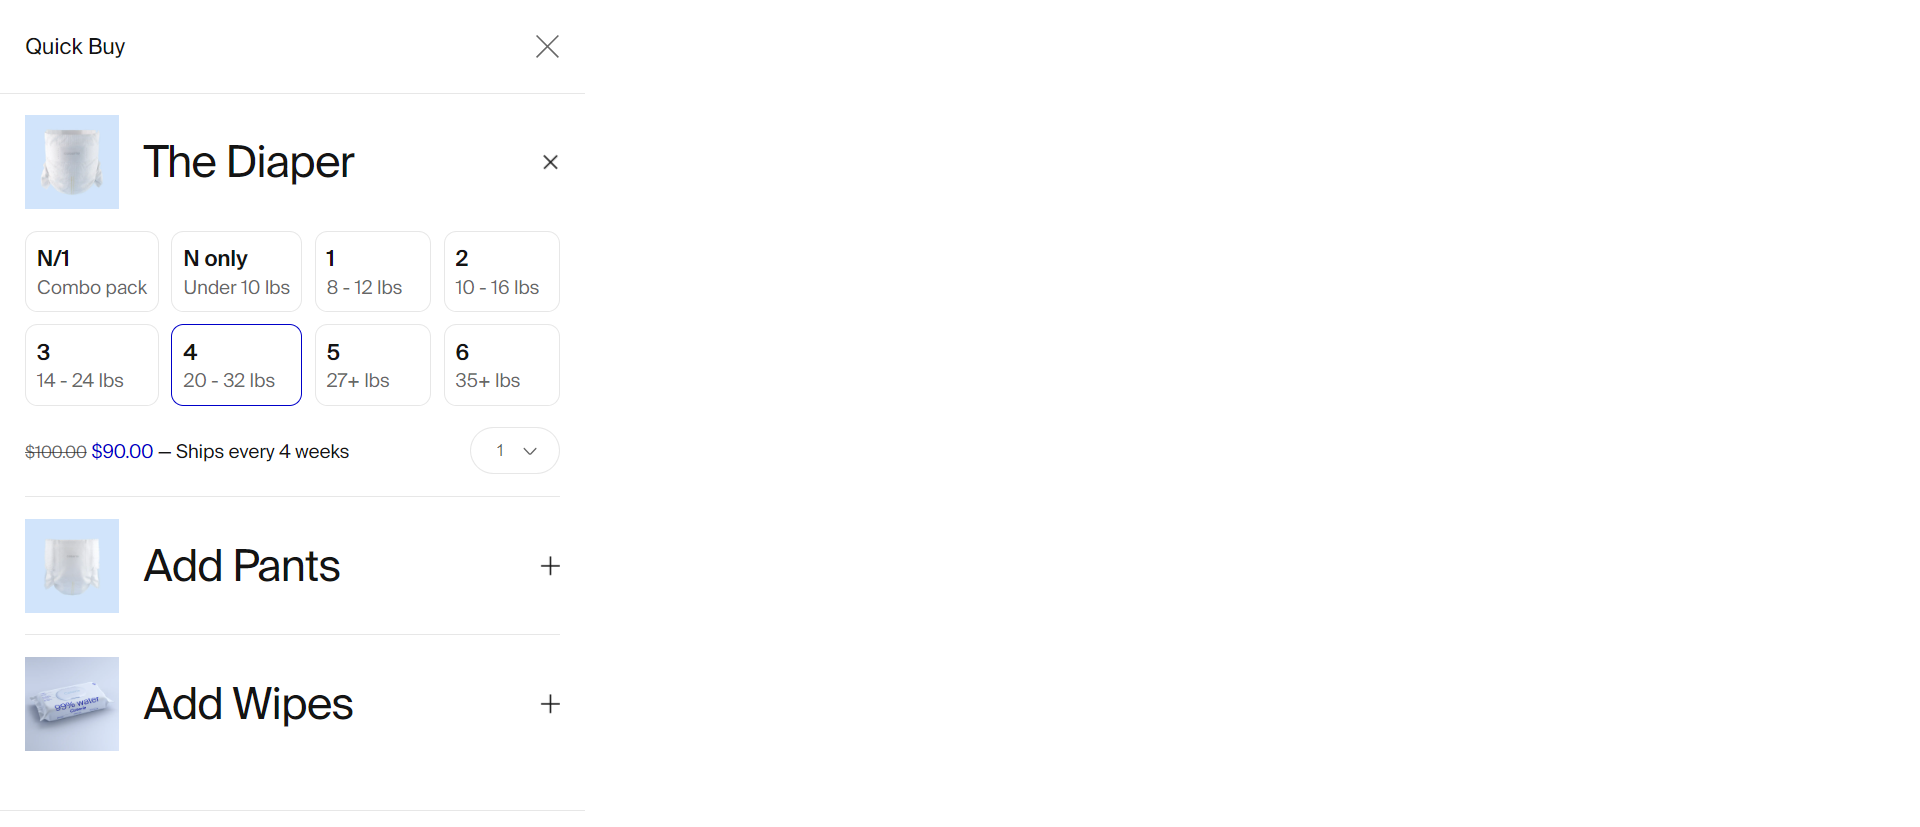 Quick Buy
The Diaper
N/1
Combo pack
N only
Under 10 lbs
1
8 - 12 lbs
2
10 - 16 lbs
3
14 - 24 lbs
4
20 - 32 lbs
5
27+ lbs
6
35+ lbs
$100.00 $90.00 — Ships every 4 weeks
1
Add Pants
99% water
Add Wipes